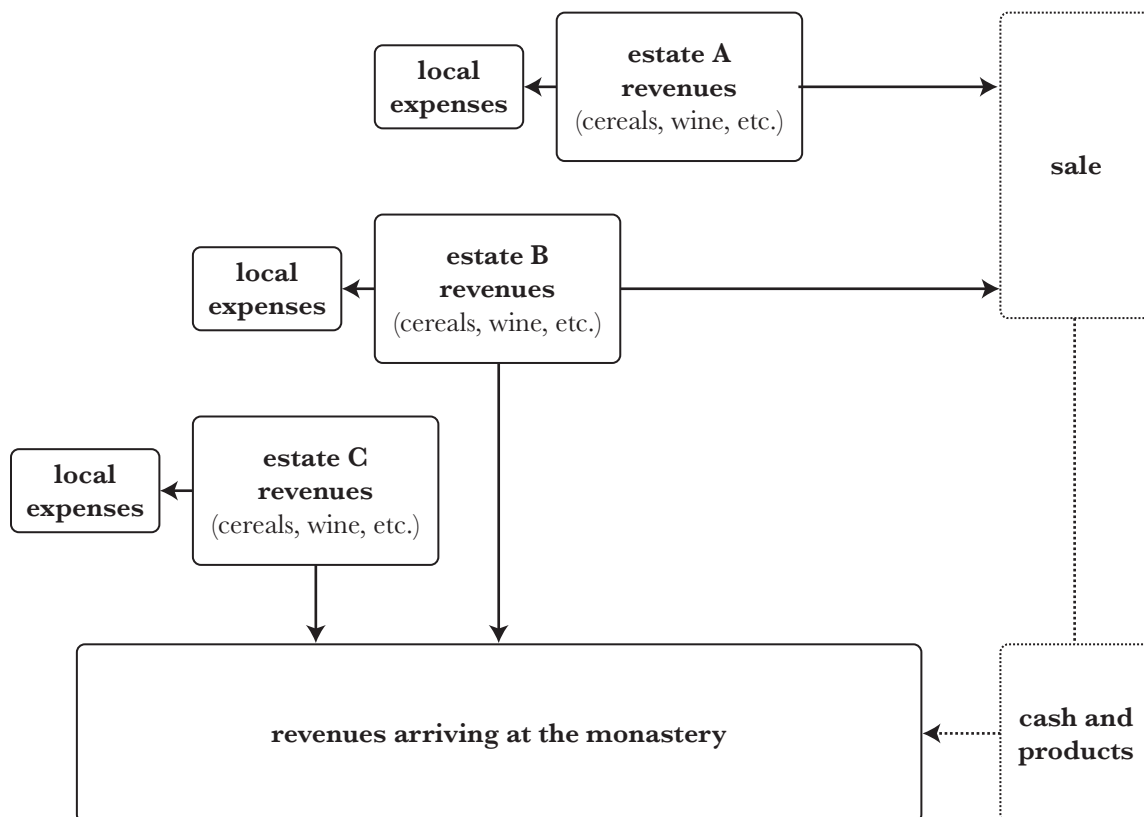 local
expenses
estate A
revenues
(cereals, wine, etc.)
sale
local
expenses
estate B
revenues
(cereals, wine, etc.)
local
expenses
estate C
revenues
(cereals, wine, etc.)
revenues arriving at the monastery
cash and
products